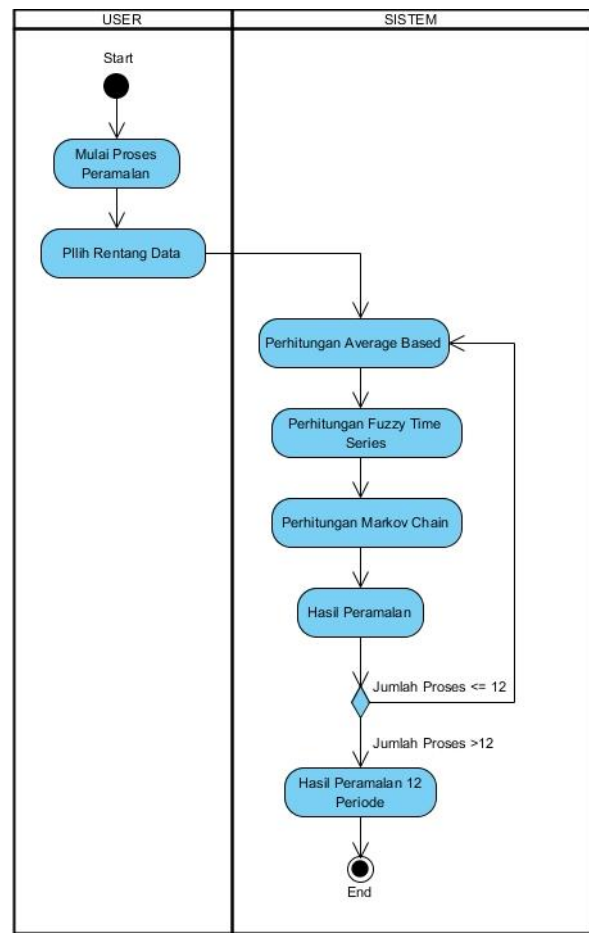 USER
SISTEM
Start
Mulai Proses
Peramalan
PIlih Rentang Data
Perhitungan Average Based
Perhitungan Fuzzy Time
Series
Perhitungan Markov Chain
Hasil Peramalan
Jumlah Proses <= 12
Jumlah Proses >12
Hasil Peramalan 12
Periode
End